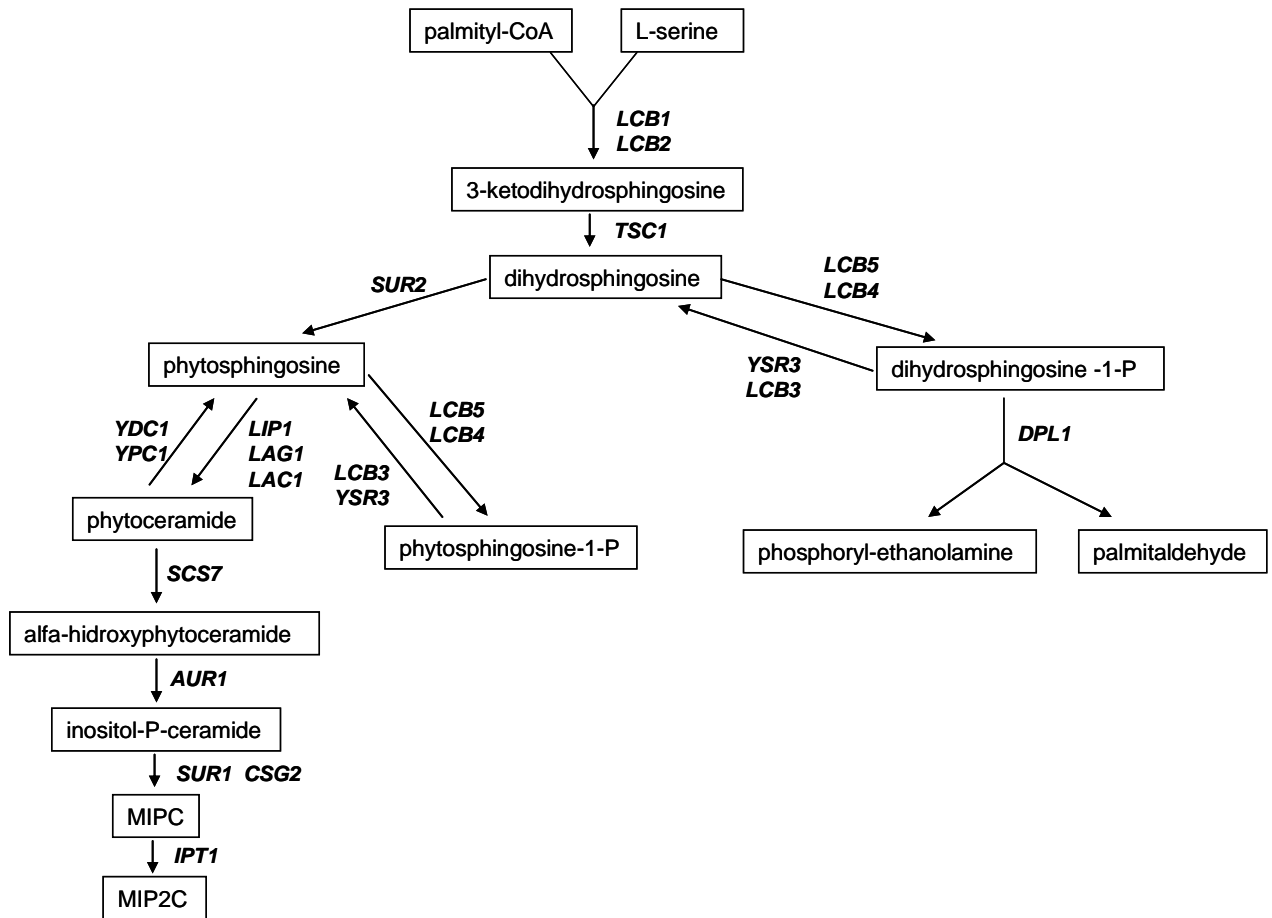 palmityl-CoA
L-serine
LCB1
LCB2
3-ketodihydrosphingosine
TSC1
dihydrosphingosine
SUR2
LCB5
LCB4
phytosphingosine
YSR3
LCB3
dihydrosphingosine -1-P
YDC1
YPC1
LIP1
LAG1
LAC1
LCB5
LCB4
LCB3
YSR3
DPL1
phytoceramide
phytosphingosine-1-P
phosphoryl-ethanolamine
palmitaldehyde
SCS7
alfa-hidroxyphytoceramide
AUR1
inositol-P-ceramide
SUR1 CSG2
MIPC
IPT1
MIP2C